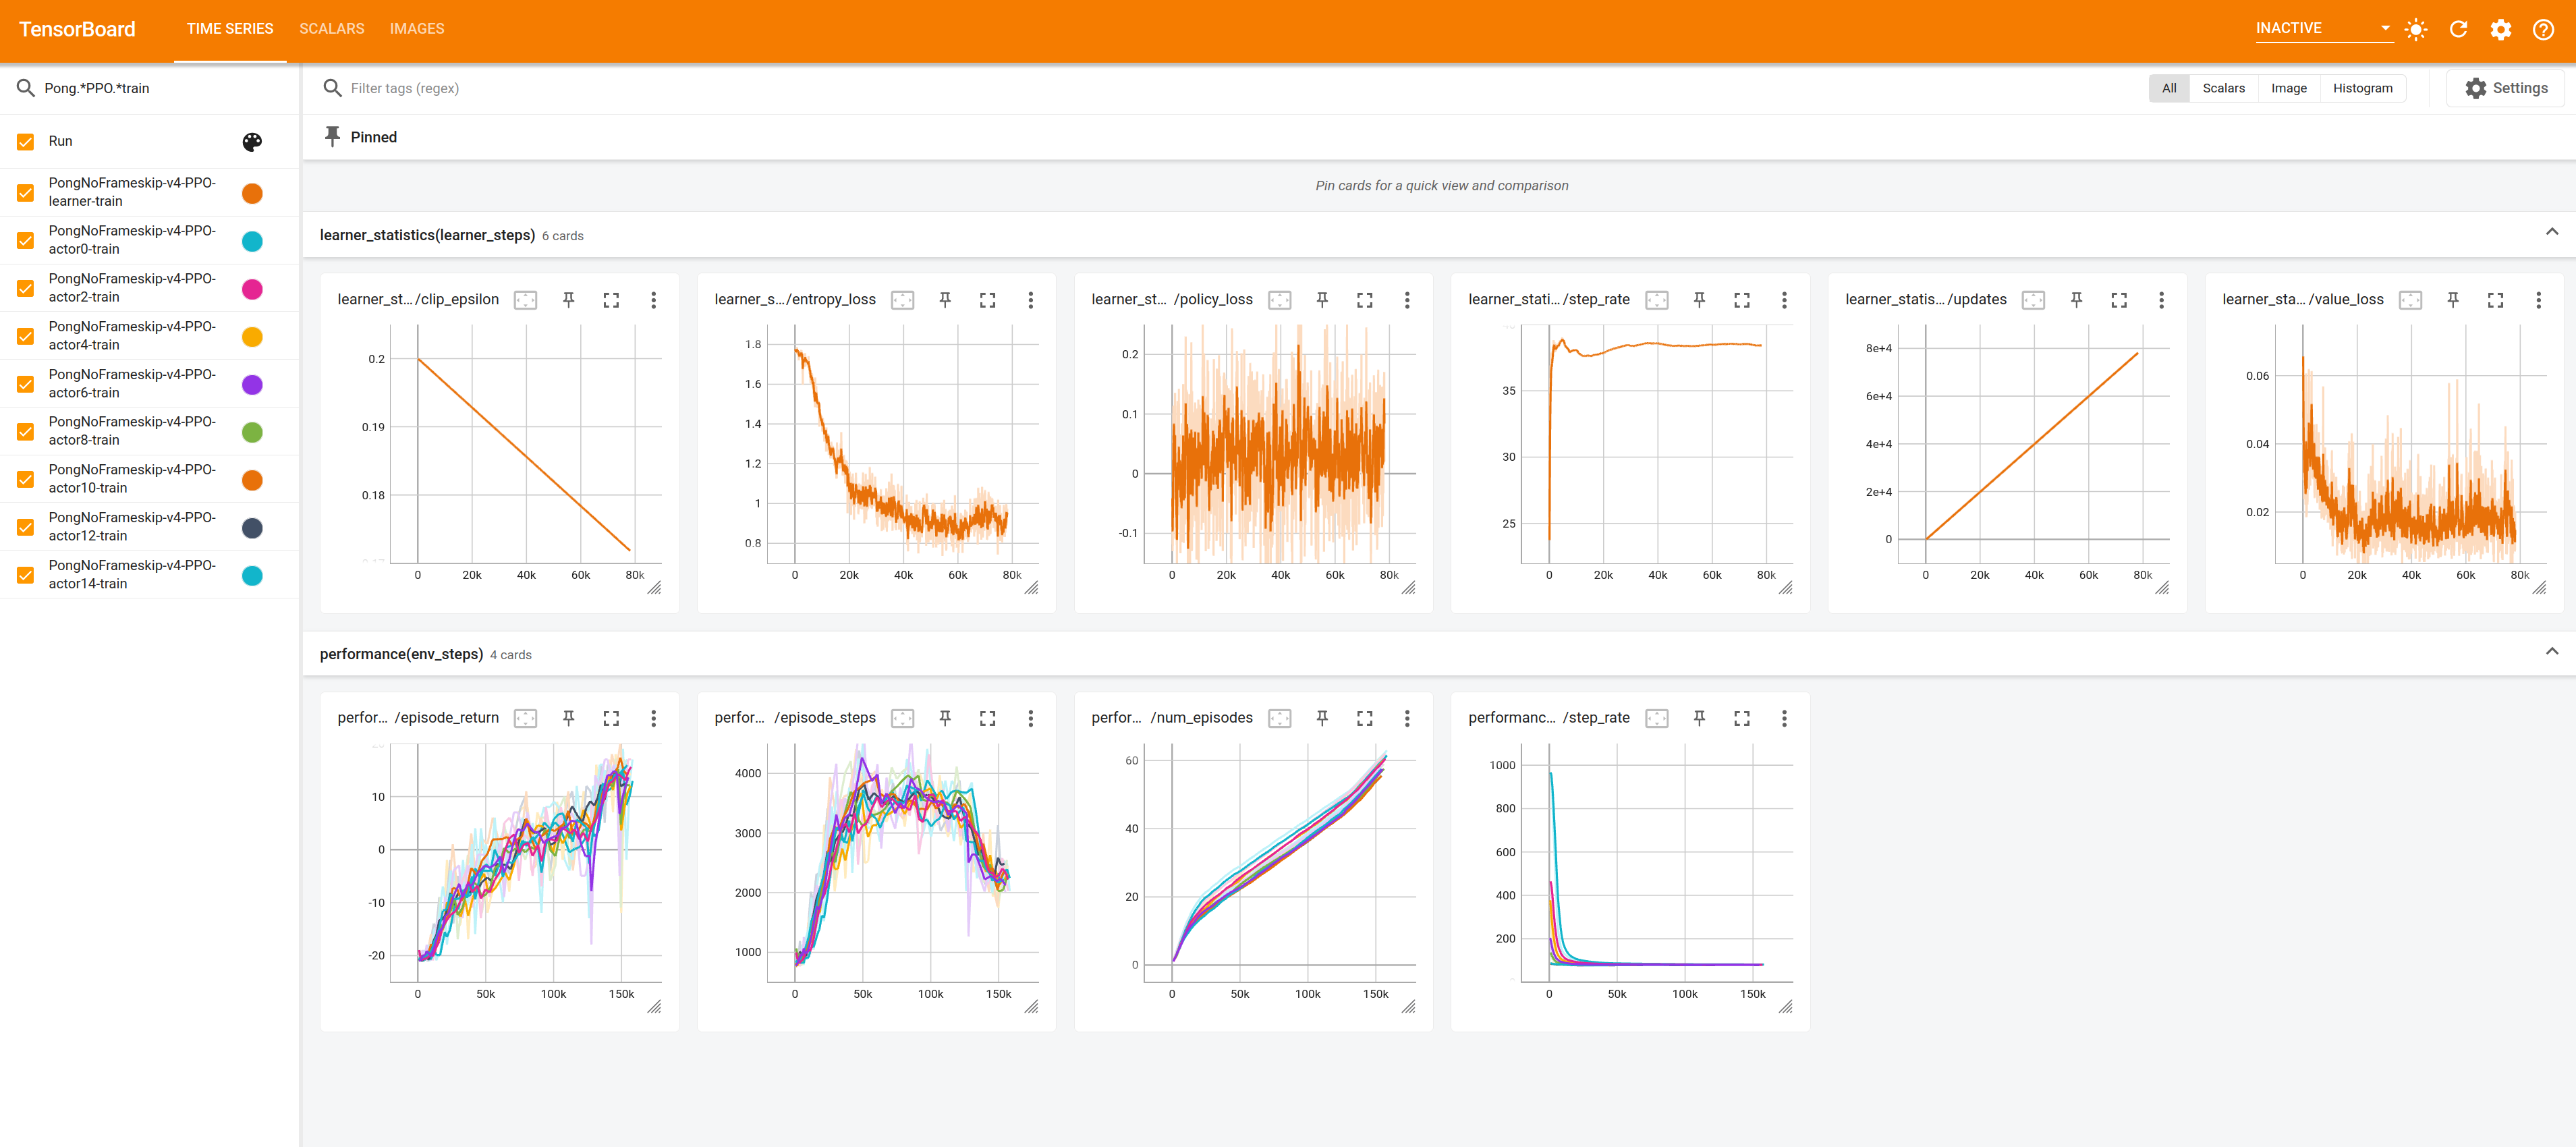 TensorBoard
TIME SERIES
SCALARS
IMAGES
INACTIVE
Pong.*PPO.*train
Filter tags (regex)
All
Scalars
Image
Histogram
Settings
Run
Pinned
PongNoFrameskip-v4-PPO-
learner-train
Pin cards for a quick view and comparison
PongNoFrameskip-v4-PPO-
actor0-train
PongNoFrameskip-v4-PPO-
actor2-train
PongNoFrameskip-v4-PPO-
actor4-train
PongNoFrameskip-v4-PPO-
actor6-train
PongNoFrameskip-v4-PPO-
actor8-train
PongNoFrameskip-v4-PPO-
actor10-train
PongNoFrameskip-v4-PPO-
actor12-train
PongNoFrameskip-v4-PPO-
actor14-train
learner_statistics(learner_steps) 6 cards
learner_st... /clip_epsilon
0.2
0.19
0.18
0 20k 40k 60k 80k
learner_s... /entropy_loss
1.8
1.6
1.4
1.2
1
0.8
0 20k 40k 60k 80k
learner_st... /policy_loss
0.2
0.1
0
-0.1
0 20k 40k 60k 80k
learner_stati... /step_rate
35
30
25
0 20k 40k 60k 80k
learner_statis... /updates
8e+4
6e+4
4e+4
2e+4
0
0 20k 40k 60k 80k
learner_sta... /value_loss
0.06
0.04
0.02
0 20k 40k 60k 80k
performance(env_steps) 4 cards
perfor... /episode_return
10
0
-10
-20
0 50k 100k 150k
perfor... /episode_steps
4000
3000
2000
1000
0 50k 100k 150k
perfor... /num_episodes
60
40
20
0
0 50k 100k 150k
performanc... /step_rate
1000
800
600
400
200
0 50k 100k 150k